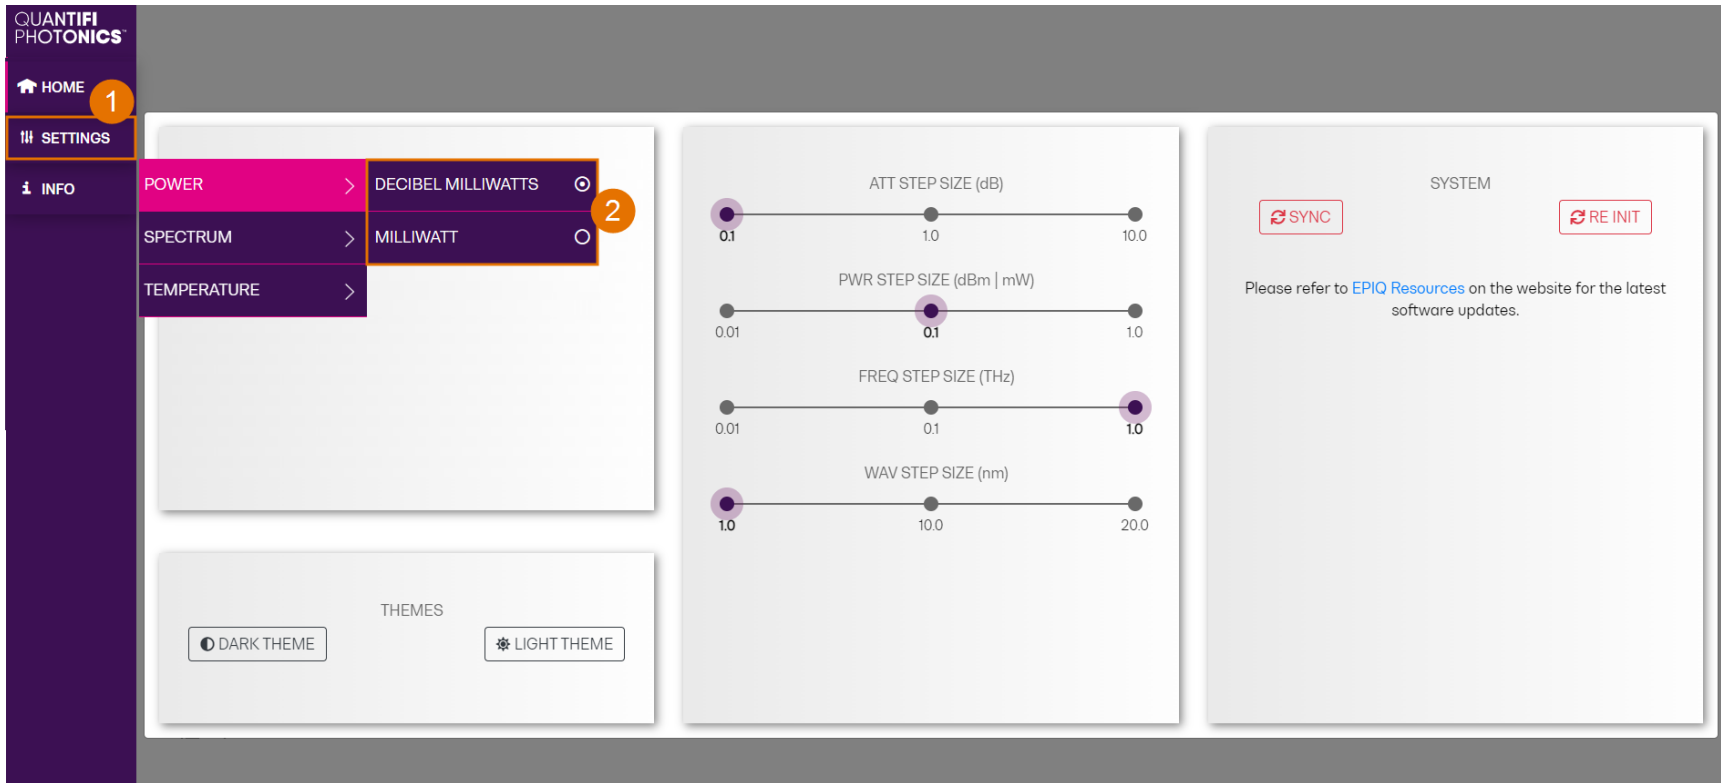 QUANTIFI
PHOTONICS™
HOME
1
SETTINGS
INFO
POWER
DECIBEL MILLIWATTS
2
SPECTRUM
MILLIWATT
TEMPERATURE
THEMES
DARK THEME
LIGHT THEME
ATT STEP SIZE (dB)
0.1 1.0 10.0
PWR STEP SIZE (dBm | mW)
0.01 0.1 1.0
FREQ STEP SIZE (THz)
0.01 0.1 1.0
WAV STEP SIZE (nm)
1.0 10.0 20.0
SYSTEM
SYNC
RE INIT
Please refer to EPIQ Resources on the website for the latest
software updates.